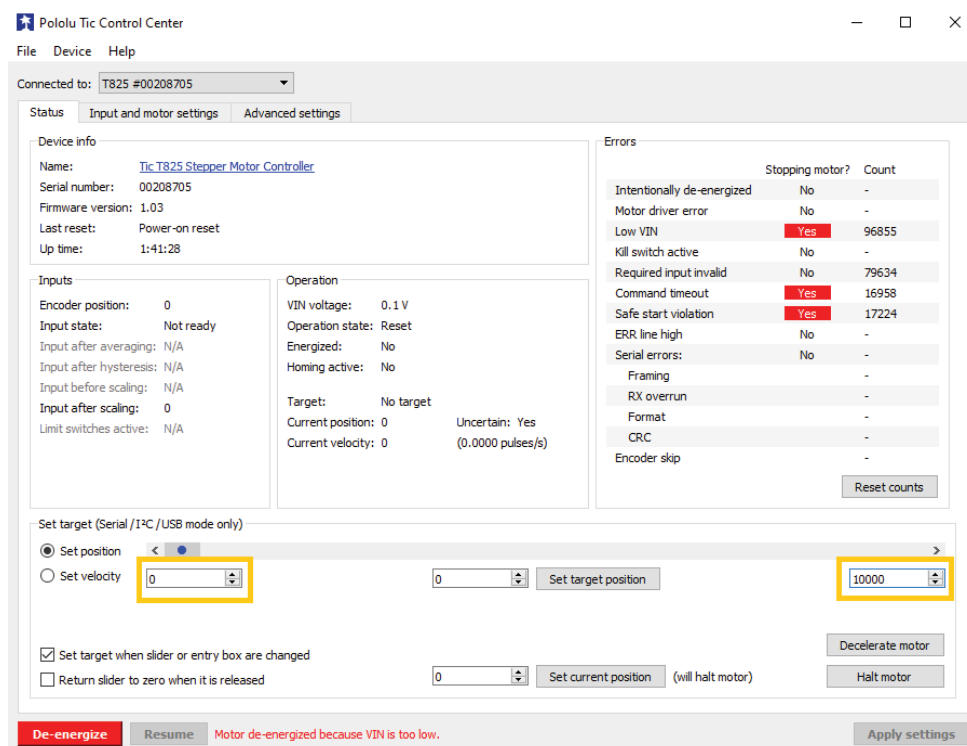 Pololu Tic Control Center
File Device Help
Connected to: T825 #00208705
Status Input and motor settings Advanced settings
Device info
Name: Tic T825 Stepper Motor Controller
Serial number: 00208705
Firmware version: 1.03
Last reset: Power-on reset
Up time: 1:41:28
Inputs
Encoder position: 0
Input state: Not ready
Input after averaging: N/A
Input after hysteresis: N/A
Input before scaling: N/A
Input after scaling: 0
Limit switches active: N/A
Operation
VIN voltage: 0.1 V
Operation state: Reset
Energized: No
Homing active: No
Target: No target
Current position: 0 Uncertain: Yes
Current velocity: 0 (0.0000 pulses/s)
Errors
Stopping motor? Count
Intentionally de-energized No -
Motor driver error No -
Low VIN Yes 96855
Kill switch active No -
Required input invalid No 79634
Command timeout Yes 16958
Safe start violation Yes 17224
ERR line high No -
Serial errors: No -
Framing -
RX overrun -
Format -
CRC -
Encoder skip -
Reset counts
Set target (Serial/I²C/USB mode only)
Set position
Set velocity 0 0 Set target position 10000
Decelerate motor
Set target when slider or entry box are changed
Return slider to zero when it is released 0 Set current position (will halt motor) Halt motor
De-energize Resume Motor de-energized because VIN is too low. Apply settings